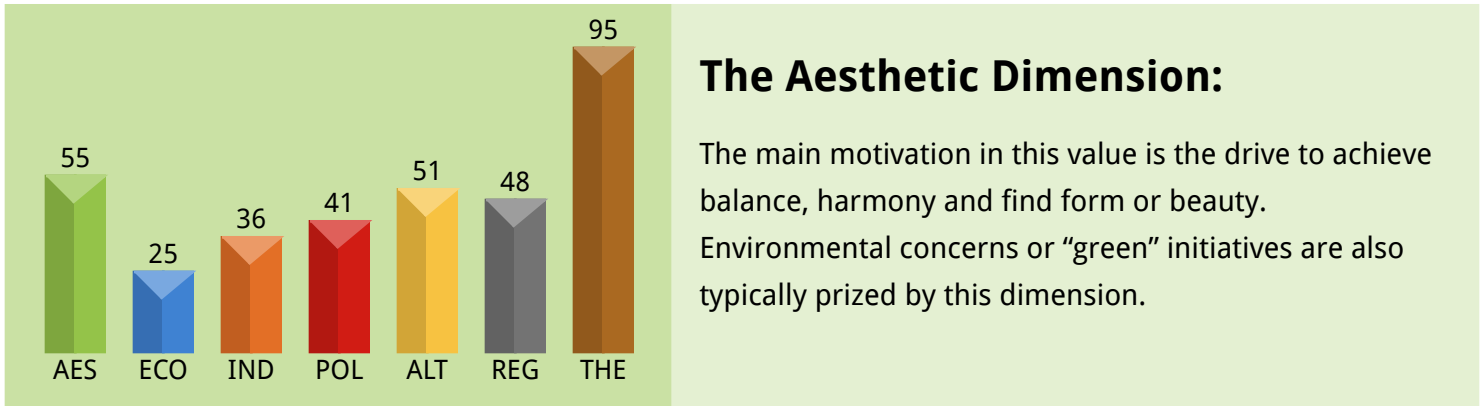 95
55
51
48
41
36
25
AES ECO IND POL ALT REG THE
The Aesthetic Dimension:
The main motivation in this value is the drive to achieve
balance, harmony and find form or beauty.
Environmental concerns or “green” initiatives are also
typically prized by this dimension.